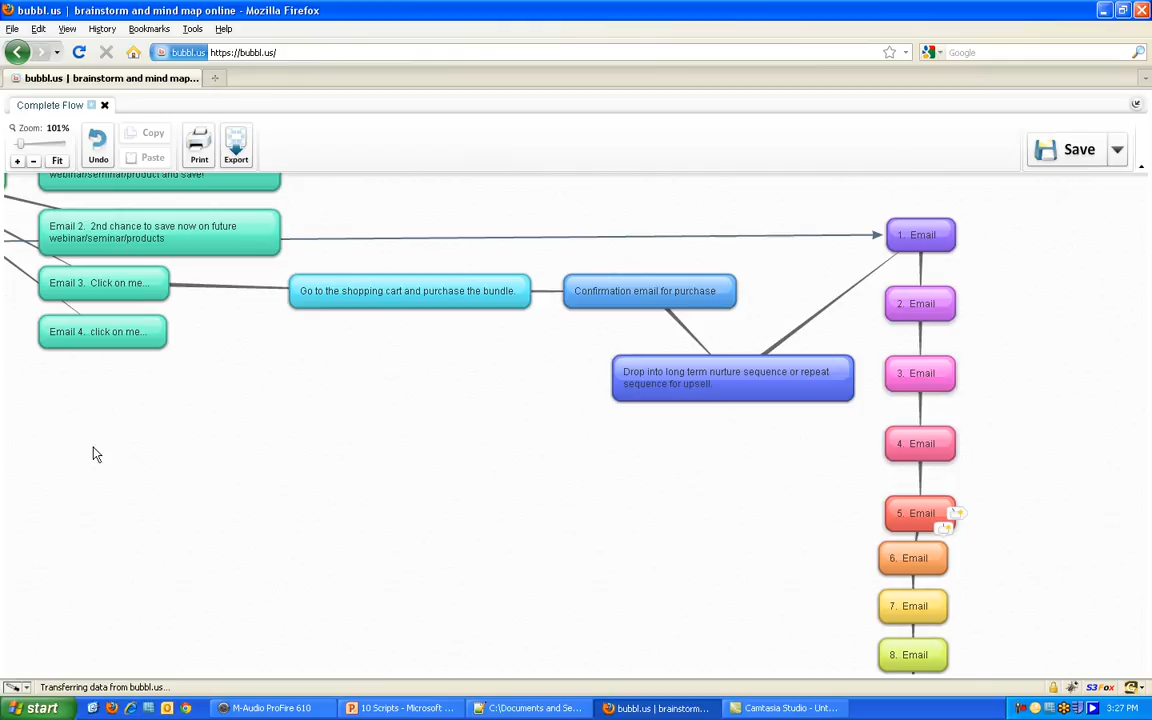 bubbl.us | brainstorm and mind map online - Mozilla Firefox
File Edit View History Bookmarks Tools Help
bubbl.us https://bubbl.us/
Google
bubbl.us | brainstorm and mind map...
Complete Flow
Zoom: 101%
+ - Fit
Undo
Copy
Paste
Print
Export
Save
webinar/seminar/product and save!
Email 2. 2nd chance to save now on future
webinar/seminar/products
1. Email
Email 3. Click on me...
Go to the shopping cart and purchase the bundle.
Confirmation email for purchase
2. Email
Email 4. click on me...
Drop into long term nurture sequence or repeat
sequence for upsell.
3. Email
4. Email
5. Email
6. Email
7. Email
8. Email
Transferring data from bubbl.us...
S3Fox
start
M-Audio ProFire 610
10 Scripts - Microsoft ...
C:\Documents and Se...
bubbl.us | brainstorm...
Camtasia Studio - Unt...
3:27 PM